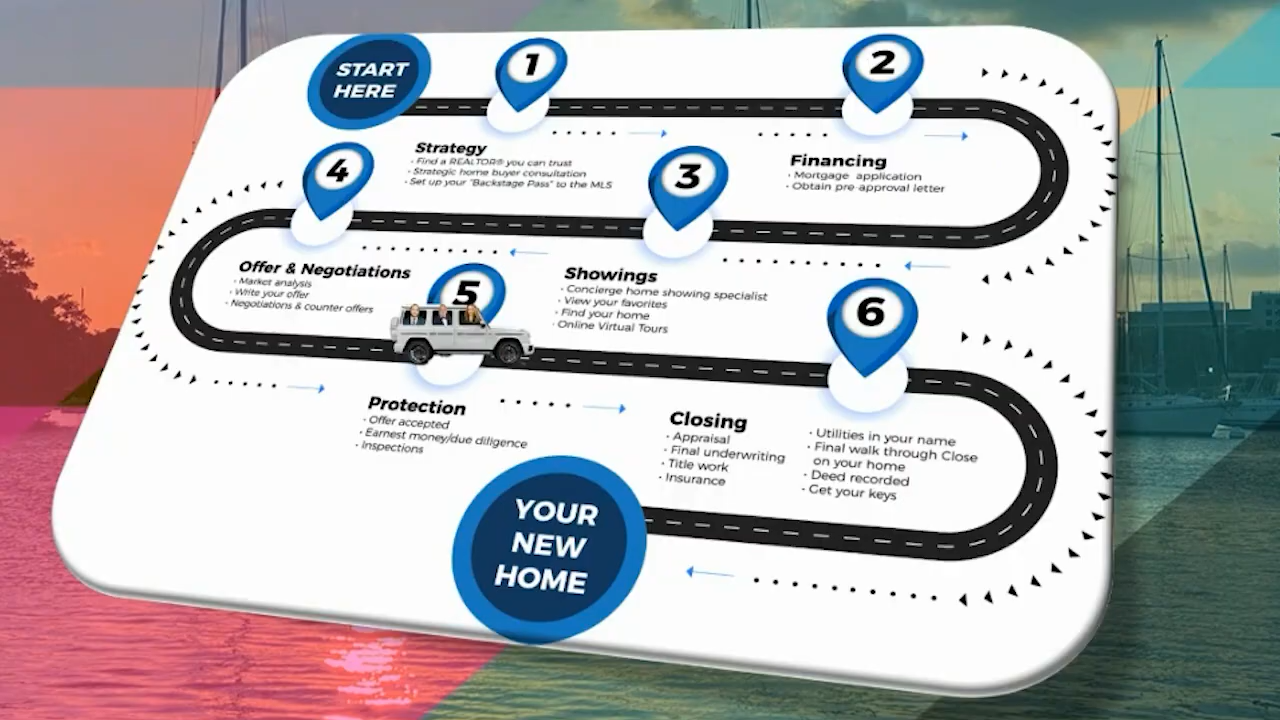 START
HERE
1
2
Strategy
· Find a REALTOR® you can trust
· Strategic home buyer consultation
· Set up your "Backstage Pass" to the MLS
Financing
· Mortgage application
· Obtain pre-approval letter
3
4
Showings
· Concierge home showing specialist
· View your favorites
· Find your home
· Online Virtual Tours
Offer & Negotiations
· Market analysis
· Write your offer
· Negotiations & counter offers
5
6
Protection
· Offer accepted
· Earnest money/due diligence
· Inspections
Closing
· Appraisal
· Final underwriting
· Title work
· Insurance
· Utilities in your name
· Final walk through Close
on your home
· Deed recorded
· Get your keys
YOUR
NEW
HOME